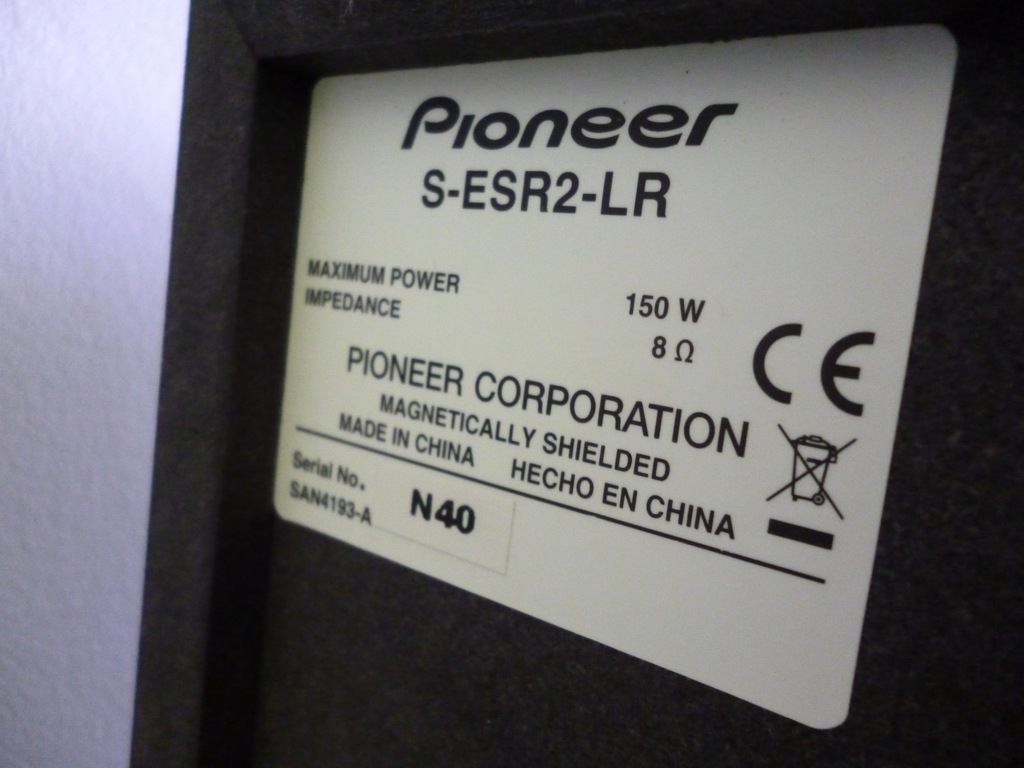 Pioneer
S-ESR2-LR
MAXIMUM POWER 150 W
IMPEDANCE 8 Ω
PIONEER CORPORATION
MAGNETICALLY SHIELDED
MADE IN CHINA HECHO EN CHINA
Serial No.
SAN4193-A
N40
CE